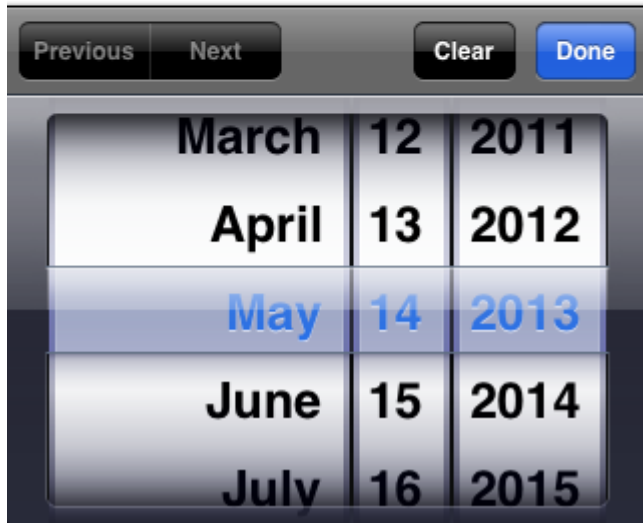 Previous Next Clear Done
March 12 2011
April 13 2012
May 14 2013
June 15 2014
July 16 2015